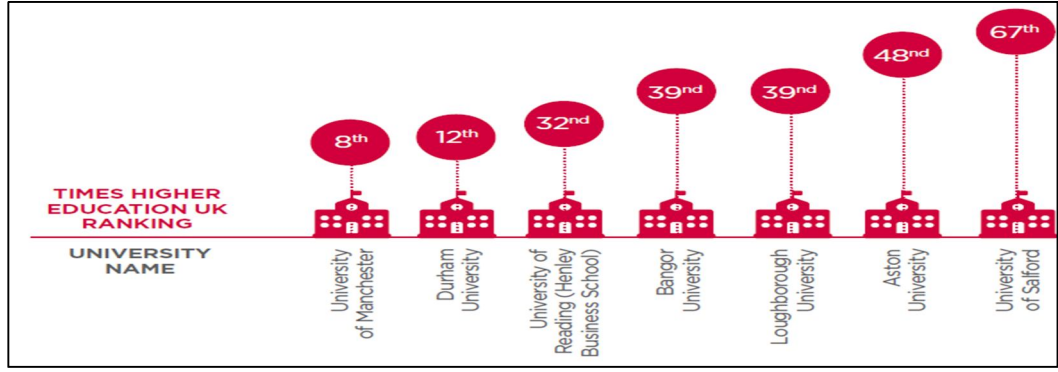 8th
12th
32nd
39nd
39nd
48nd
67th
TIMES HIGHER
EDUCATION UK
RANKING
UNIVERSITY
NAME
University
of Manchester
Durham
University
University of
Reading (Henley
Business School)
Bangor
University
Loughborough
University
Aston
University
University
of Salford